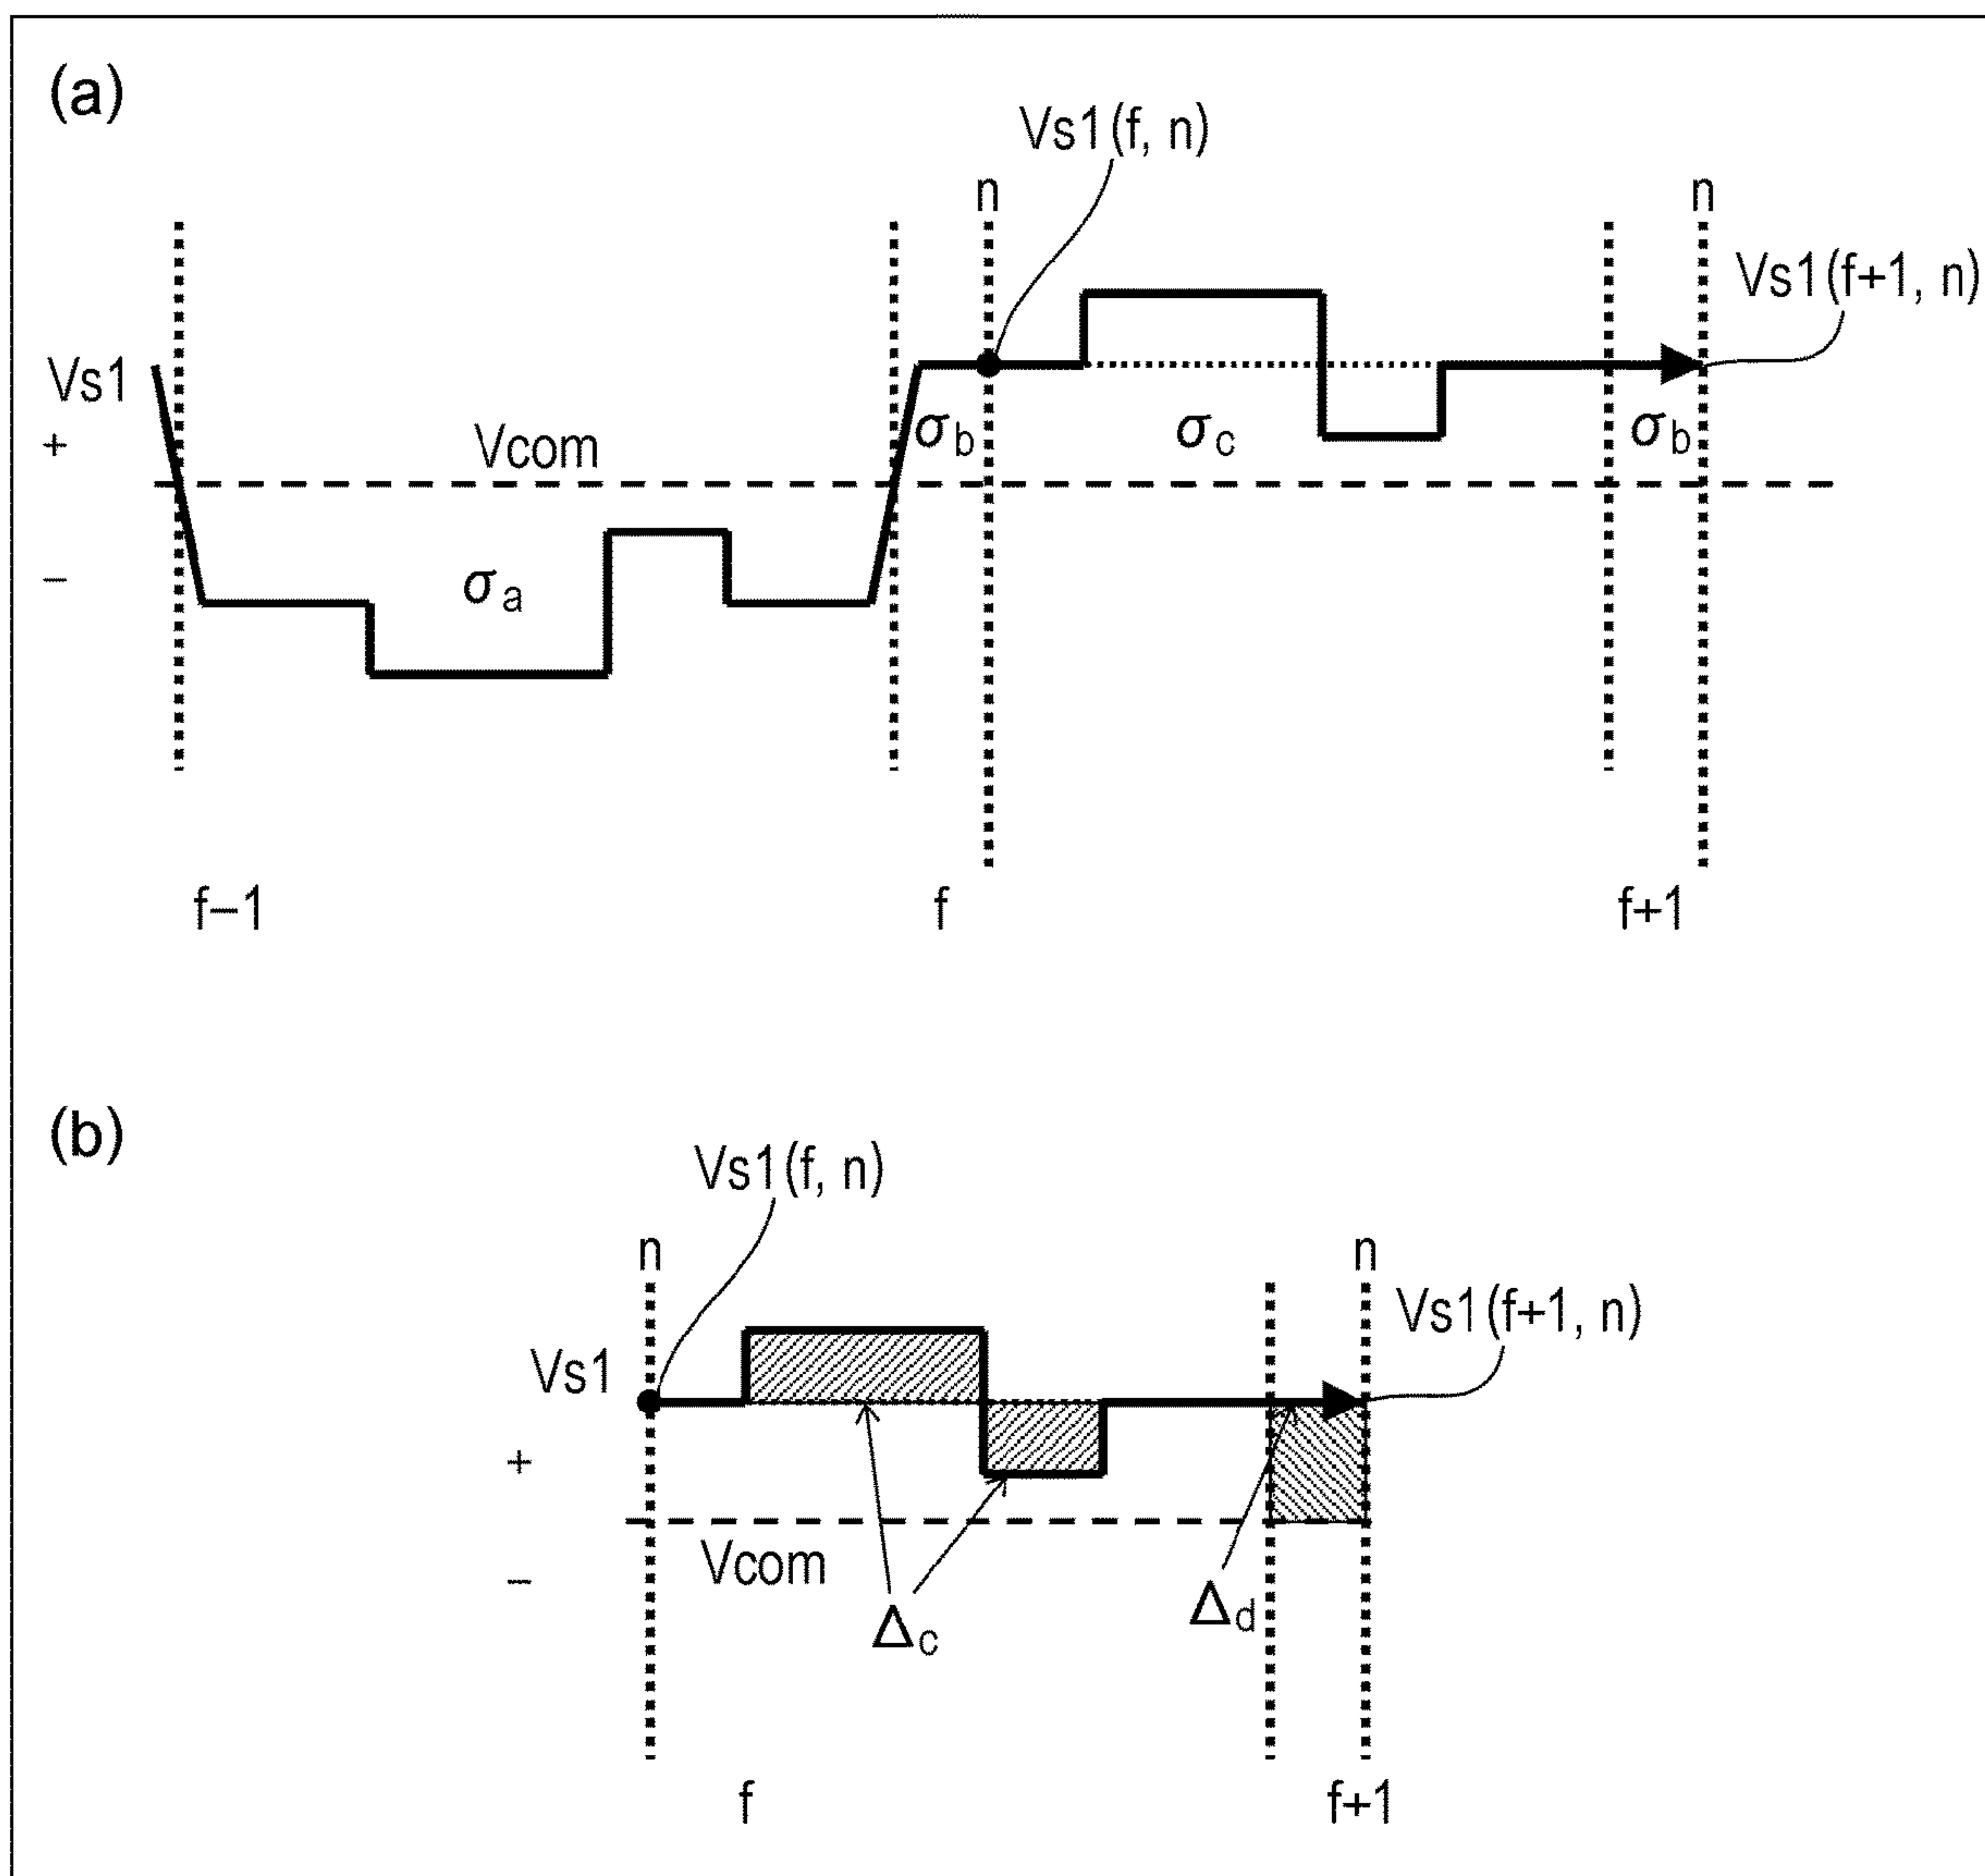 (a)
Vs1(f, n)
n
n
Vs1(f+1, n)
Vs1
+
Vcom
σb
σc
σb
−
σa
f−1
f
f+1
(b)
Vs1(f, n)
n
n
Vs1(f+1, n)
Vs1
+
Vcom
−
Δc
Δd
f
f+1